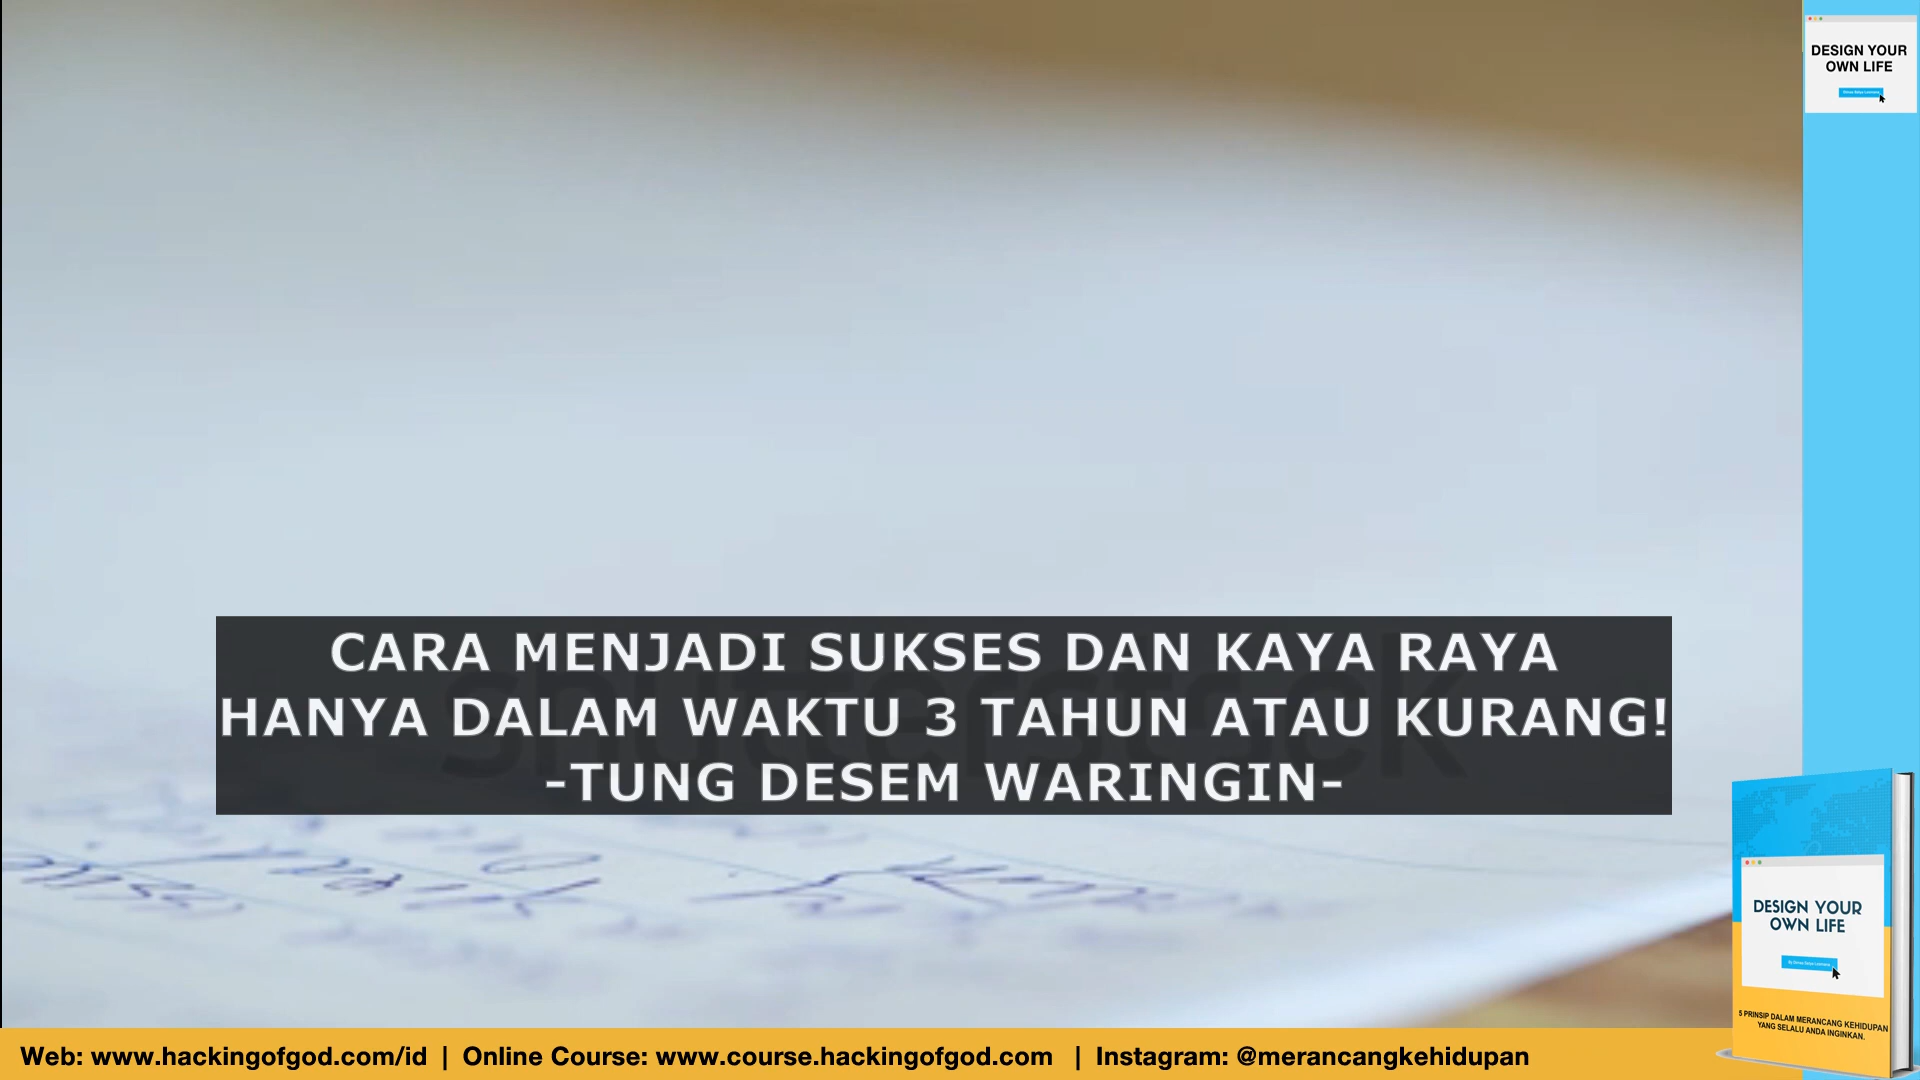 DESIGN YOUR
OWN LIFE
CARA MENJADI SUKSES DAN KAYA RAYA
HANYA DALAM WAKTU 3 TAHUN ATAU KURANG!
-TUNG DESEM WARINGIN-
shutterstock
DESIGN YOUR
OWN LIFE
5 PRINSIP DALAM MERANCANG KEHIDUPAN
YANG SELALU ANDA INGINKAN.
Web: www.hackingofgod.com/id | Online Course: www.course.hackingofgod.com | Instagram: @merancangkehidupan